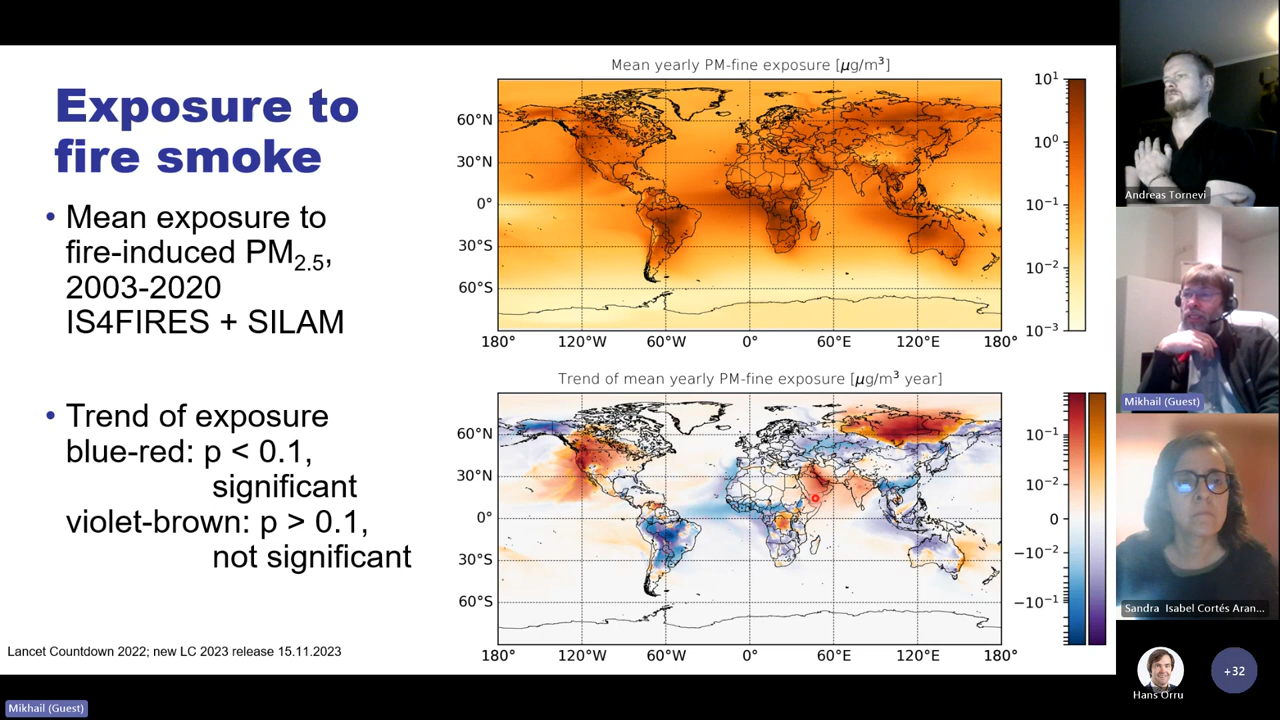 Exposure to
fire smoke
• Mean exposure to
fire-induced PM2.5,
2003-2020
IS4FIRES + SILAM
• Trend of exposure
blue-red: p < 0.1,
significant
violet-brown: p > 0.1,
not significant
Lancet Countdown 2022; new LC 2023 release 15.11.2023
Mean yearly PM-fine exposure [μg/m³]
60°N
30°N
0°
30°S
60°S
180° 120°W 60°W 0° 60°E 120°E 180°
10¹
10⁰
10⁻¹
10⁻²
10⁻³
Trend of mean yearly PM-fine exposure [μg/m³ year]
60°N
30°N
0°
30°S
60°S
180° 120°W 60°W 0° 60°E 120°E 180°
10⁻¹
10⁻²
0
−10⁻²
−10⁻¹
Andreas Tornevi
Mikhail (Guest)
Sandra Isabel Cortés Aran...
Hans Orru
+32
Mikhail (Guest)